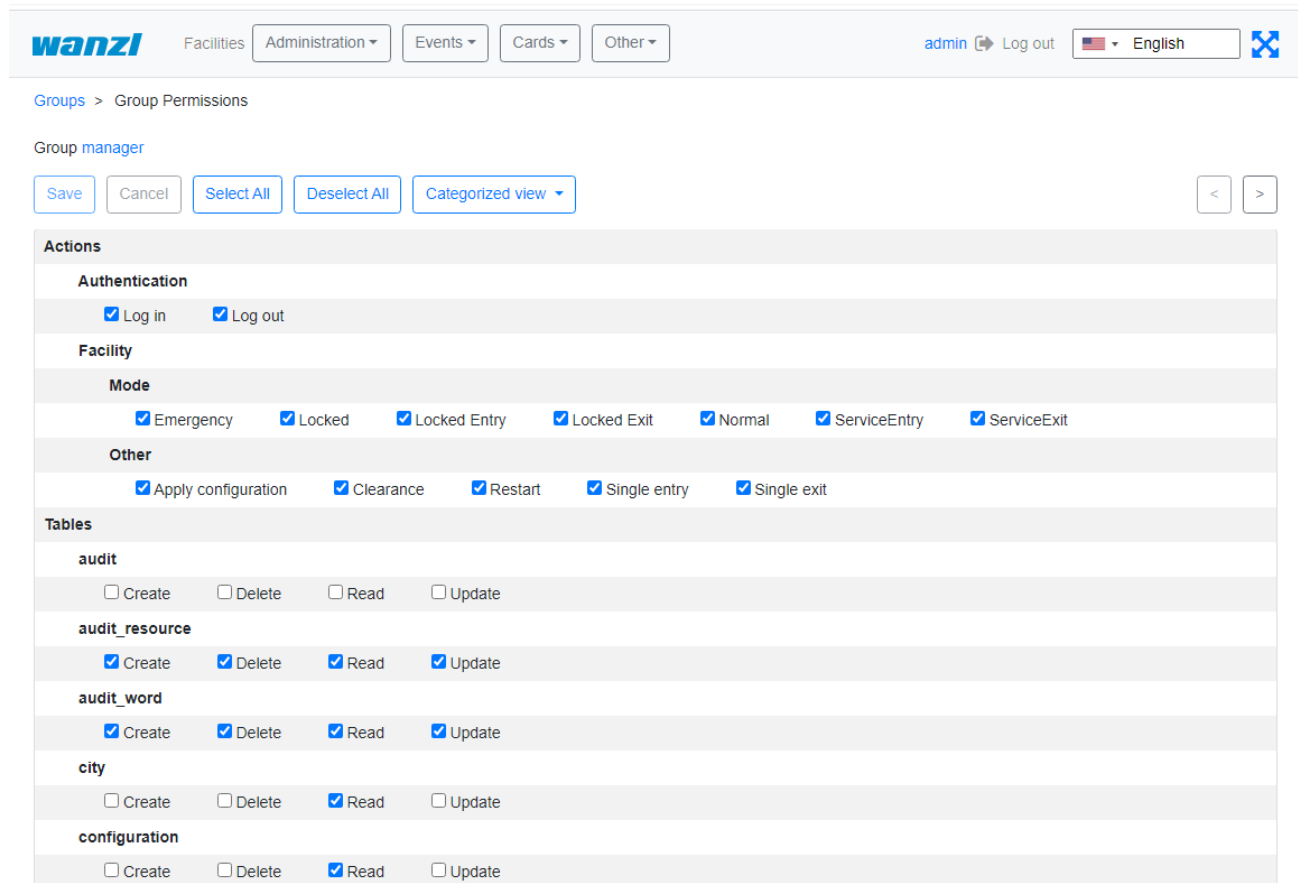 wanzl Facilities Administration Events Cards Other admin Log out English
Groups > Group Permissions
Group manager
Save Cancel Select All Deselect All Categorized view < >
Actions
Authentication
Log in Log out
Facility
Mode
Emergency Locked Locked Entry Locked Exit Normal ServiceEntry ServiceExit
Other
Apply configuration Clearance Restart Single entry Single exit
Tables
audit
Create Delete Read Update
audit_resource
Create Delete Read Update
audit_word
Create Delete Read Update
city
Create Delete Read Update
configuration
Create Delete Read Update